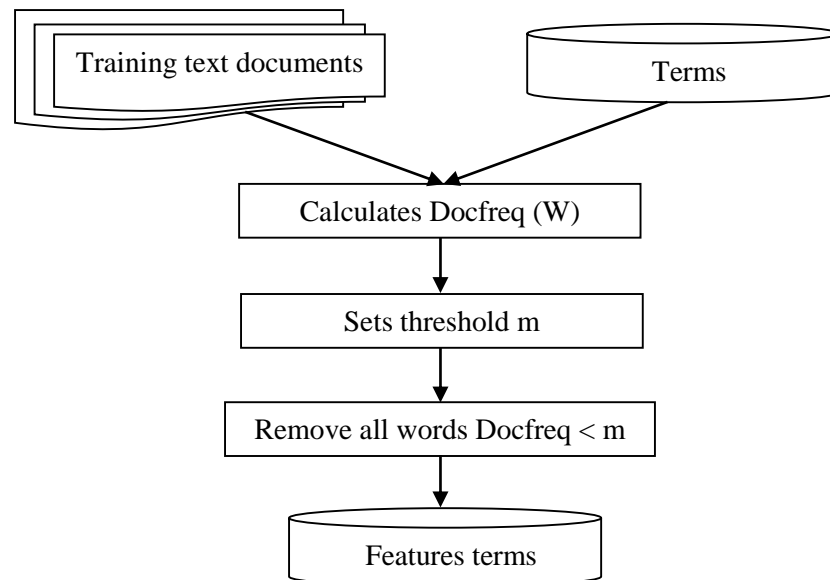 Training text documents
Terms
Calculates Docfreq (W)
Sets threshold m
Remove all words Docfreq < m
Features terms